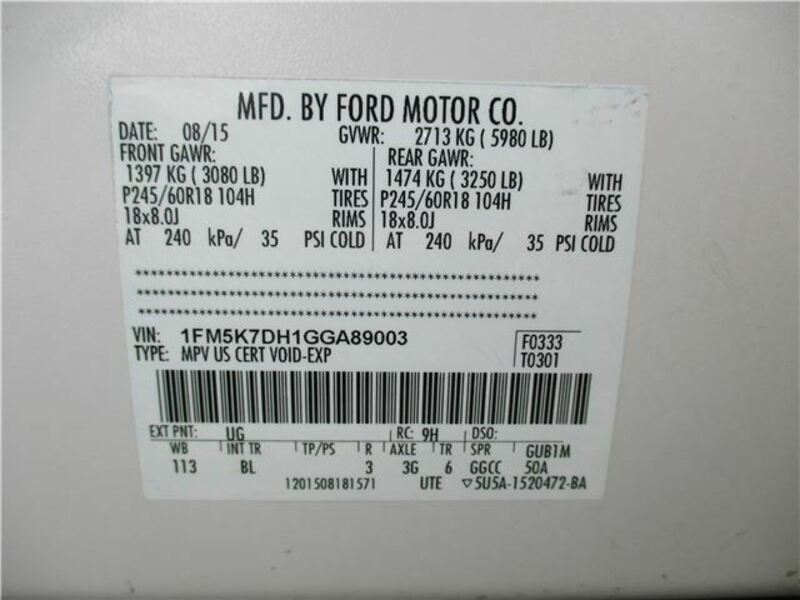 MFD. BY FORD MOTOR CO.
DATE: 08/15 GVWR: 2713 KG ( 5980 LB)
FRONT GAWR: REAR GAWR:
1397 KG ( 3080 LB) WITH 1474 KG ( 3250 LB) WITH
P245/60R18 104H TIRES P245/60R18 104H TIRES
18x8.0J RIMS 18x8.0J RIMS
AT 240 kPa/ 35 PSI COLD AT 240 kPa/ 35 PSI COLD
VIN: 1FM5K7DH1GGA89003 F0333
TYPE: MPV US CERT VOID-EXP T0301
EXT PNT: UG RC: 9H DSO:
WB INT TR TP/PS R AXLE TR SPR GUB1M
113 BL 3 3G 6 GGCC 50A
1201508181571 UTE ▽5U5A-1520472-BA